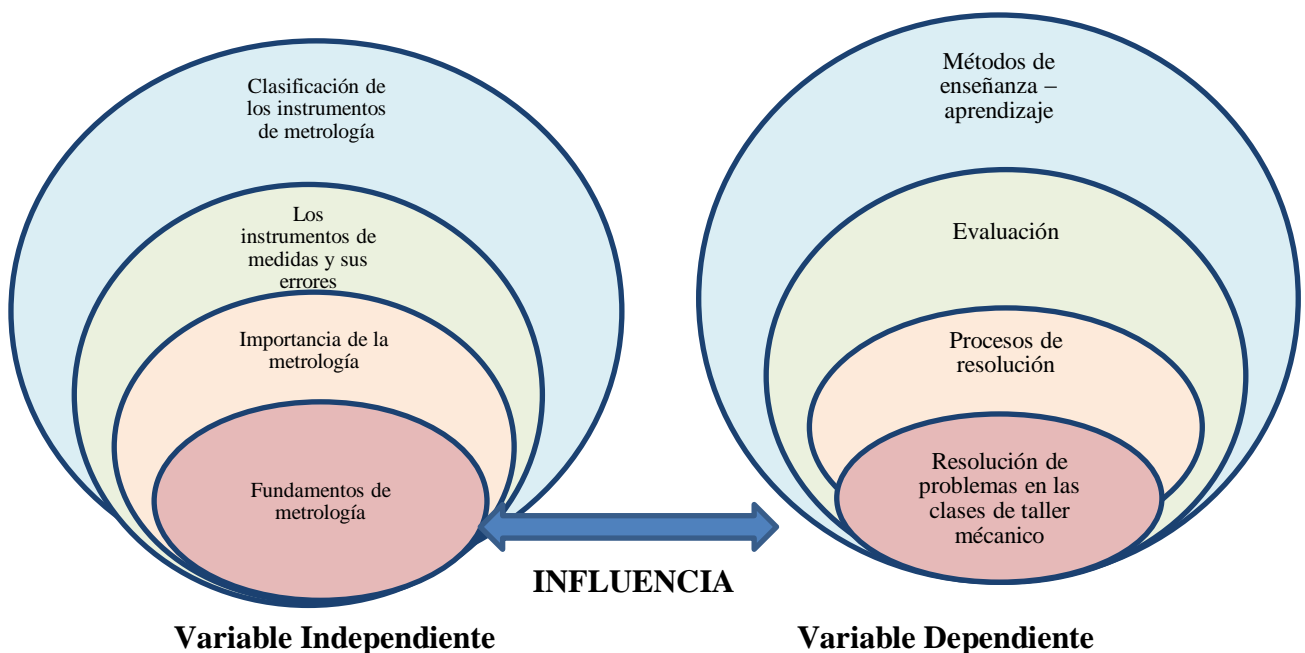 Clasificación de
los instrumentos
de metrología
Los
instrumentos de
medidas y sus
errores
Importancia de la
metrología
Fundamentos de
metrología
Métodos de
enseñanza –
aprendizaje
Evaluación
Procesos de
resolución
Resolución de
problemas en las
clases de taller
mécanico
INFLUENCIA
Variable Independiente
Variable Dependiente